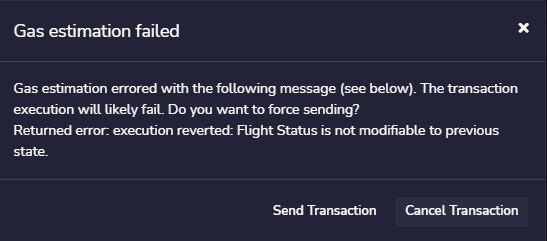 Gas estimation failed
Gas estimation errored with the following message (see below). The transaction
execution will likely fail. Do you want to force sending?
Returned error: execution reverted: Flight Status is not modifiable to previous
state.
Send Transaction Cancel Transaction